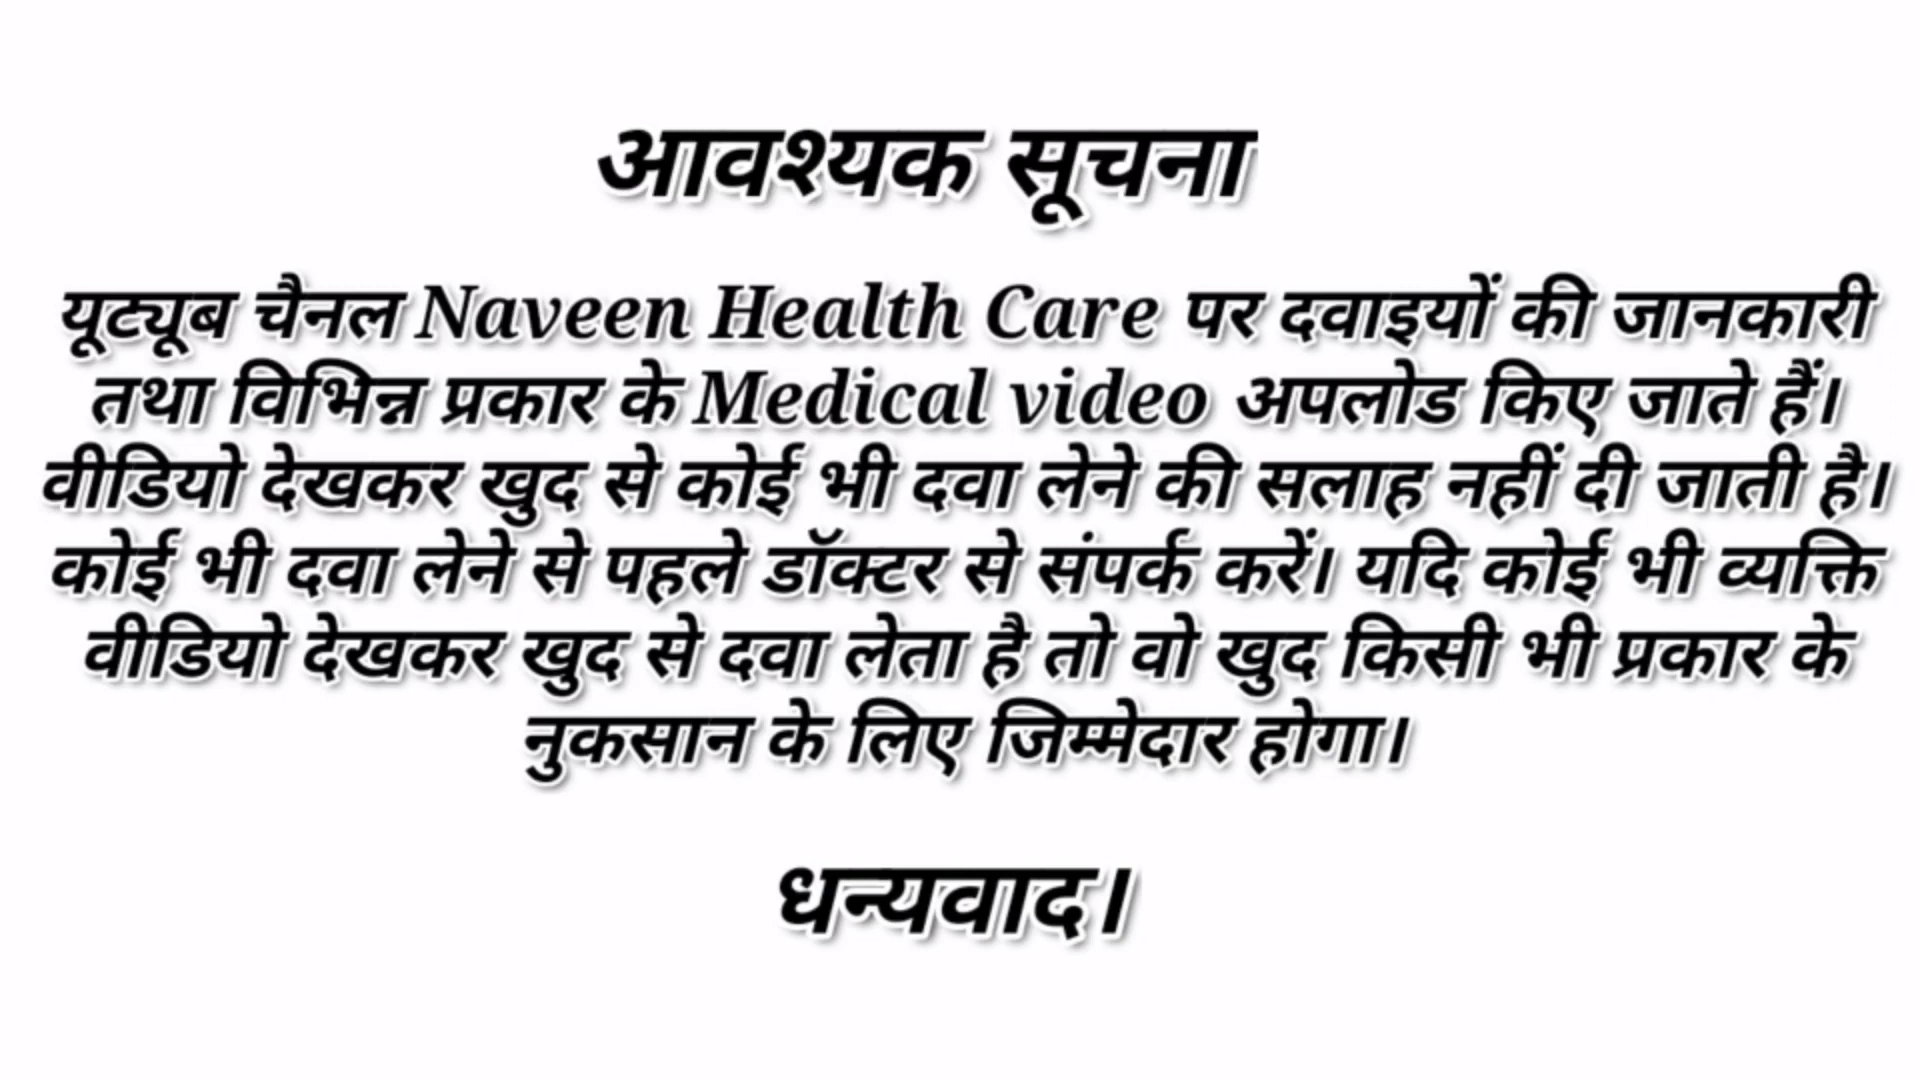 आवश्यक सूचना
यूट्यूब चैनल Naveen Health Care पर दवाइयों की जानकारी
तथा विभिन्न प्रकार के Medical video अपलोड किए जाते हैं।
वीडियो देखकर खुद से कोई भी दवा लेने की सलाह नहीं दी जाती है।
कोई भी दवा लेने से पहले डॉक्टर से संपर्क करें। यदि कोई भी व्यक्ति
वीडियो देखकर खुद से दवा लेता है तो वो खुद किसी भी प्रकार के
नुकसान के लिए जिम्मेदार होगा।
धन्यवाद।